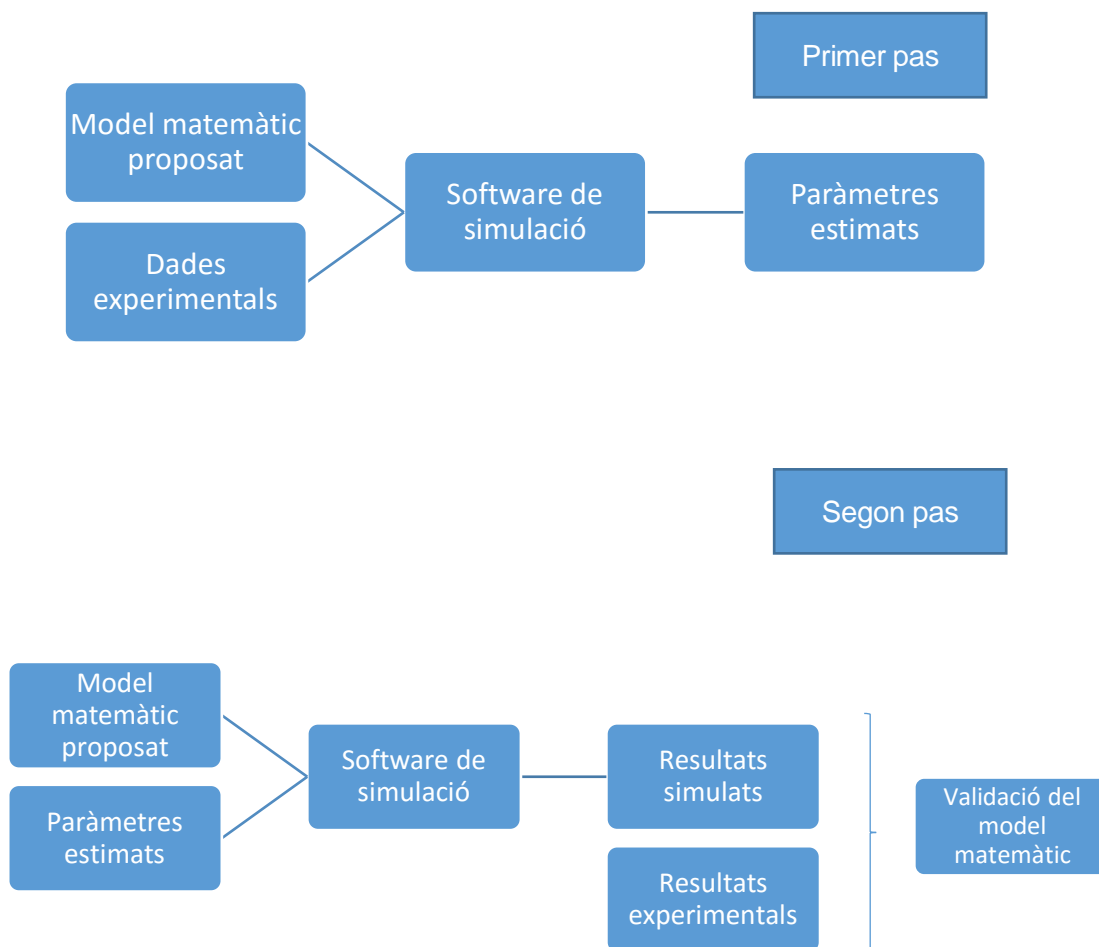 Primer pas
Model matemàtic
proposat
Software de
simulació
Paràmetres
estimats
Dades
experimentals
Segon pas
Model
matemàtic
proposat
Software de
simulació
Resultats
simulats
Paràmetres
estimats
Validació del
model
matemàtic
Resultats
experimentals